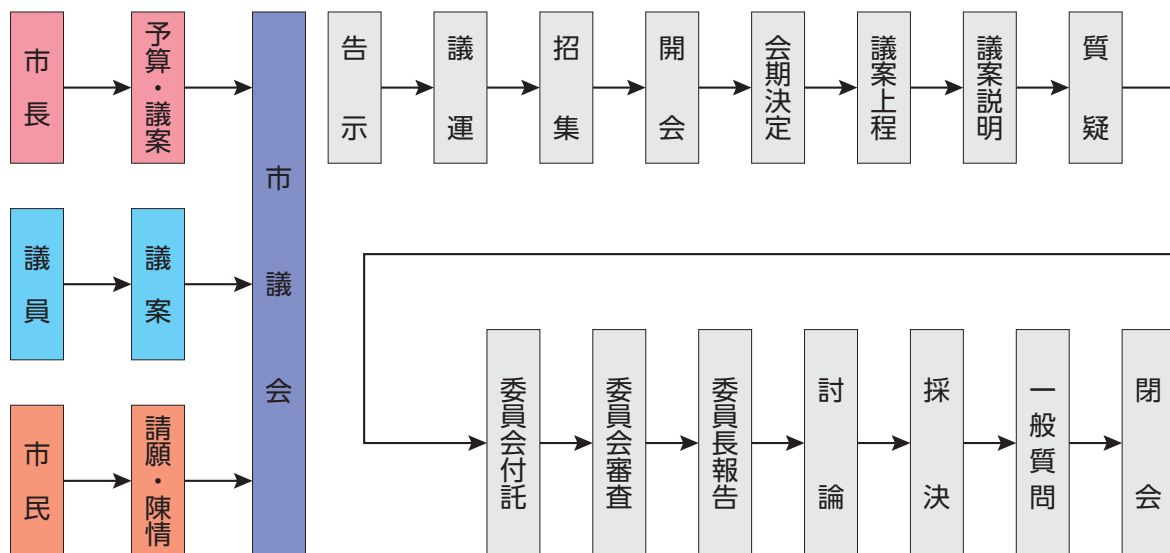 市長
予算・議案
議員
議案
市民
請願・陳情
市議会
告示
議運
招集
開会
会期決定
議案上程
議案説明
質疑
委員会付託
委員会審査
委員長報告
討論
採決
一般質問
閉会